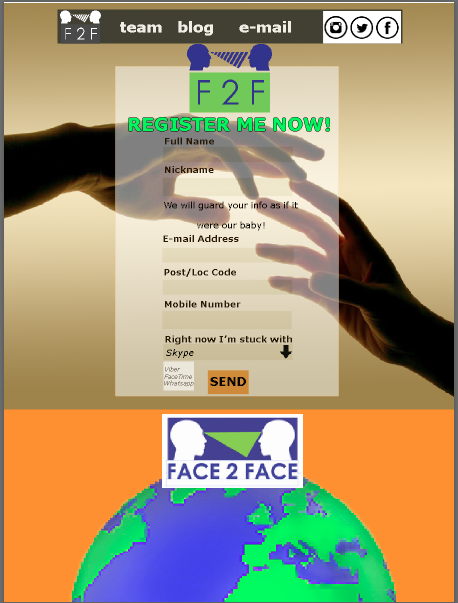 F2F
team blog e-mail
F 2 F
REGISTER ME NOW!
Full Name
Nickname
We will guard your info as if it
were our baby!
E-mail Address
Post/Loc Code
Mobile Number
Right now I'm stuck with
Skype
Viber
FaceTime
Whatsapp
SEND
FACE 2 FACE